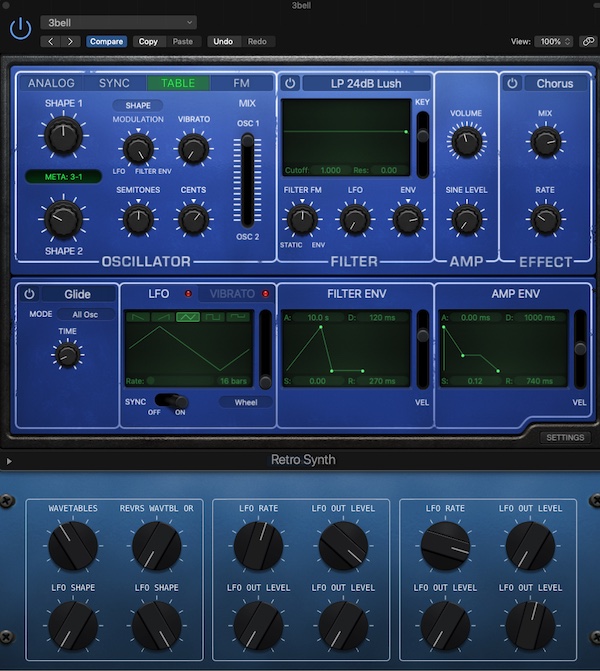 3bell
3bell
Compare Copy Paste Undo Redo View: 100%
ANALOG SYNC TABLE FM LP 24dB Lush Chorus
SHAPE 1 SHAPE MIX KEY
MODULATION VIBRATO OSC 1 VOLUME MIX
LFO FILTER ENV
META: 3-1 Cutoff 1.000 Res: 0.00
SEMITONES CENTS FILTER FM LFO ENV SINE LEVEL RATE
OSC 2 STATIC ENV
SHAPE 2
OSCILLATOR FILTER AMP EFFECT
Glide LFO VIBRATO FILTER ENV AMP ENV
MODE All Osc A: 10.0 s D: 120 ms A: 0.00 ms D: 1000 ms
TIME
Rate: 16 bars S: 0.00 R: 270 ms S: 0.12 R: 740 ms
SYNC OFF ON Wheel VEL VEL
SETTINGS
Retro Synth
WAVETABLES REVRS WAVTBL OR LFO RATE LFO OUT LEVEL LFO RATE LFO OUT LEVEL
LFO SHAPE LFO SHAPE LFO OUT LEVEL LFO OUT LEVEL LFO OUT LEVEL LFO OUT LEVEL